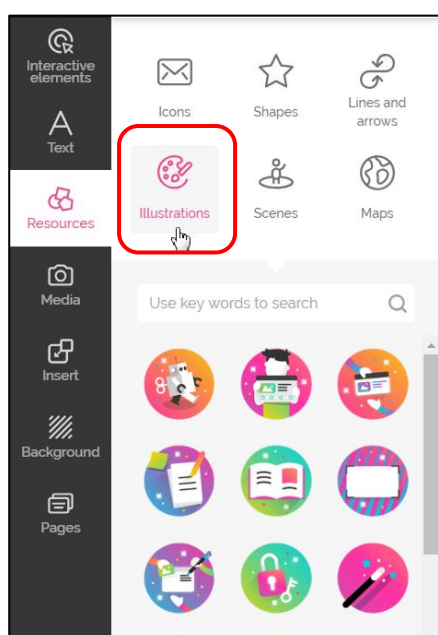 Interactive
elements
Text
Resources
Media
Insert
Background
Pages
Icons
Shapes
Lines and
arrows
Illustrations
Scenes
Maps
Use key words to search